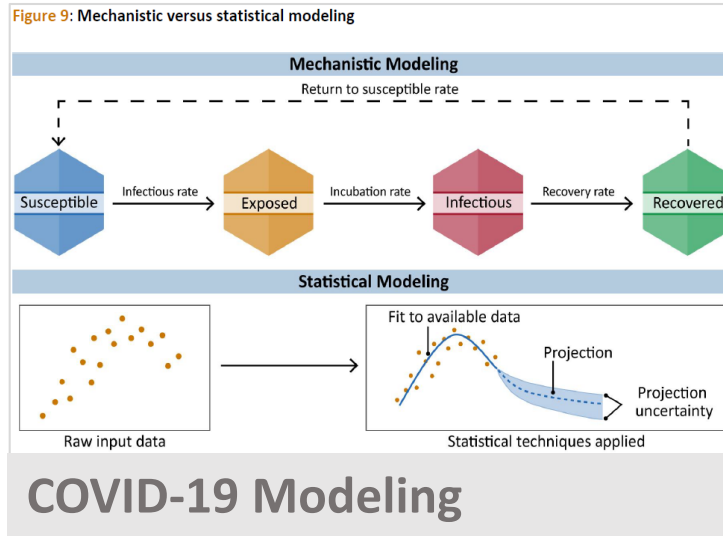 Figure 9: Mechanistic versus statistical modeling
Mechanistic Modeling
Return to susceptible rate
Susceptible
Infectious rate
Exposed
Incubation rate
Infectious
Recovery rate
Recovered
Statistical Modeling
Raw input data
Fit to available data
Projection
Projection
uncertainty
Statistical techniques applied
COVID-19 Modeling